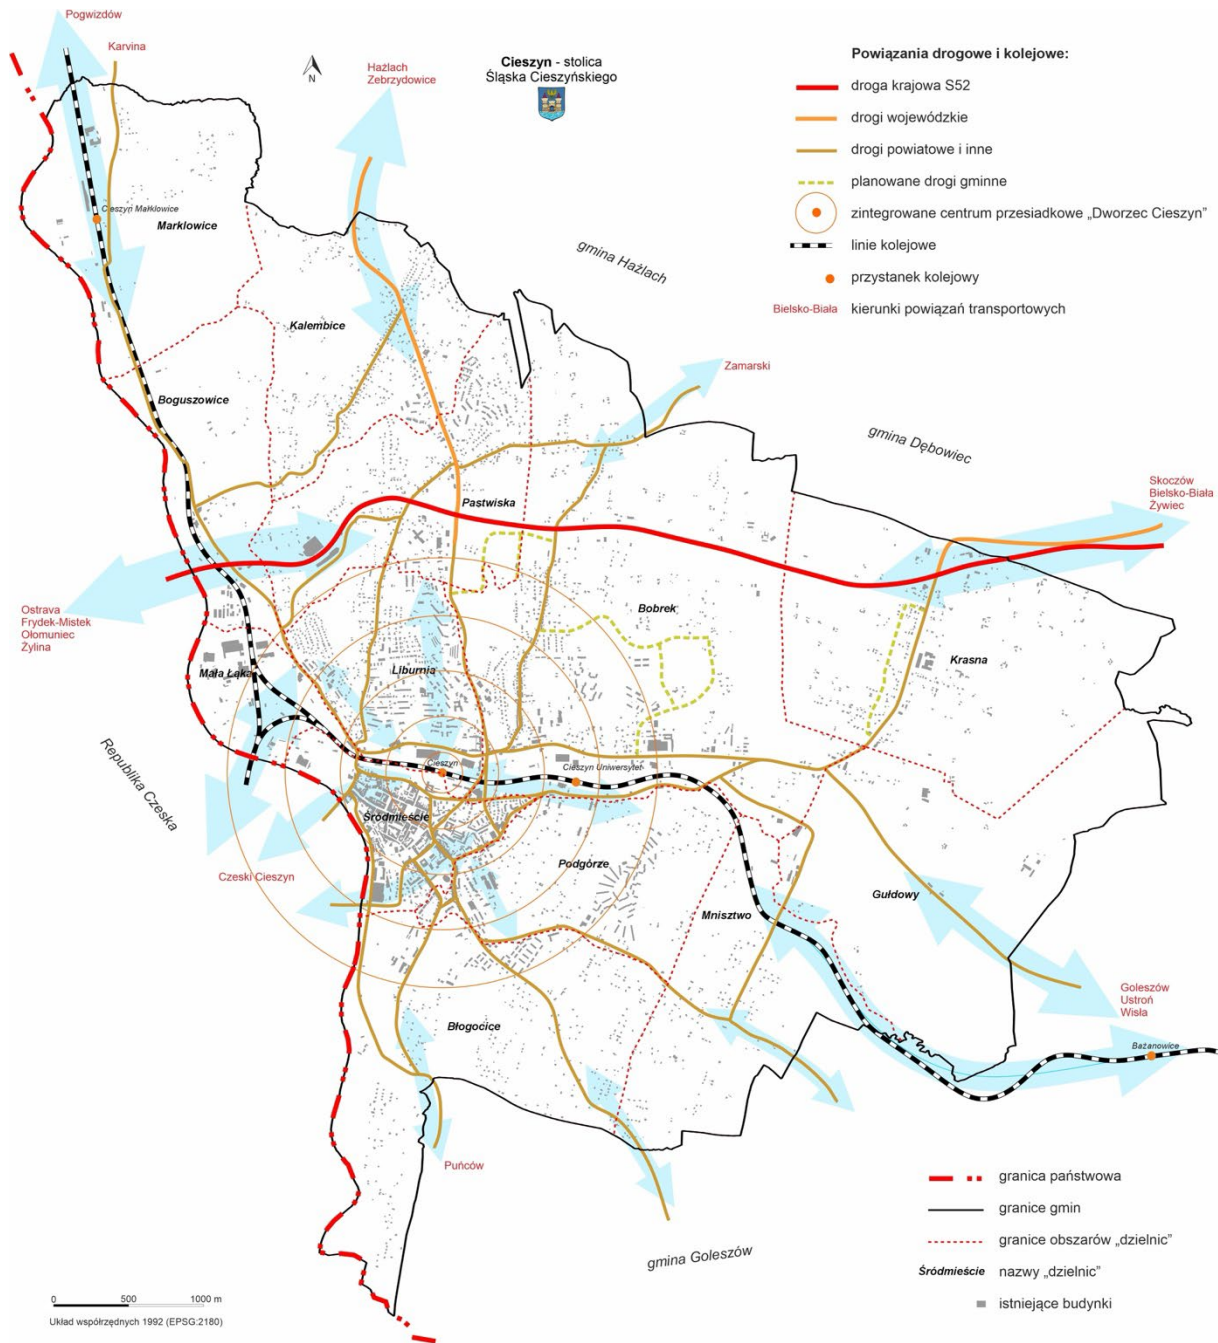 Pogwizdów
Karvina
Hażlach
Zebrzydowice
N
Cieszyn - stolica
Śląska Cieszyńskiego
Powiązania drogowe i kolejowe:
droga krajowa S52
drogi wojewódzkie
drogi powiatowe i inne
planowane drogi gminne
zintegrowane centrum przesiadkowe „Dworzec Cieszyn”
linie kolejowe
przystanek kolejowy
Bielsko-Biała kierunki powiązań transportowych
Cieszyn Marklowice
Marklowice
gmina Hażlach
Kalembice
Zamarski
Boguszowice
gmina Dębowiec
Skoczów
Bielsko-Biała
Żywiec
Pastwiska
Ostrava
Frydek-Mistek
Ołomuniec
Żylina
Bobrek
Krasna
Mała Łąka
Liburnia
Republika Czeska
Cieszyn
Cieszyn Uniwersytet
Śródmieście
Podgórze
Czeski Cieszyn
Mnisztwo
Gułdowy
Goleszów
Ustroń
Wisła
Błogocice
Bażanowice
Puńców
gmina Goleszów
granica państwowa
granice gmin
granice obszarów „dzielnic”
Śródmieście nazwy „dzielnic”
istniejące budynki
0 500 1000 m
Układ współrzędnych 1992 (EPSG:2180)